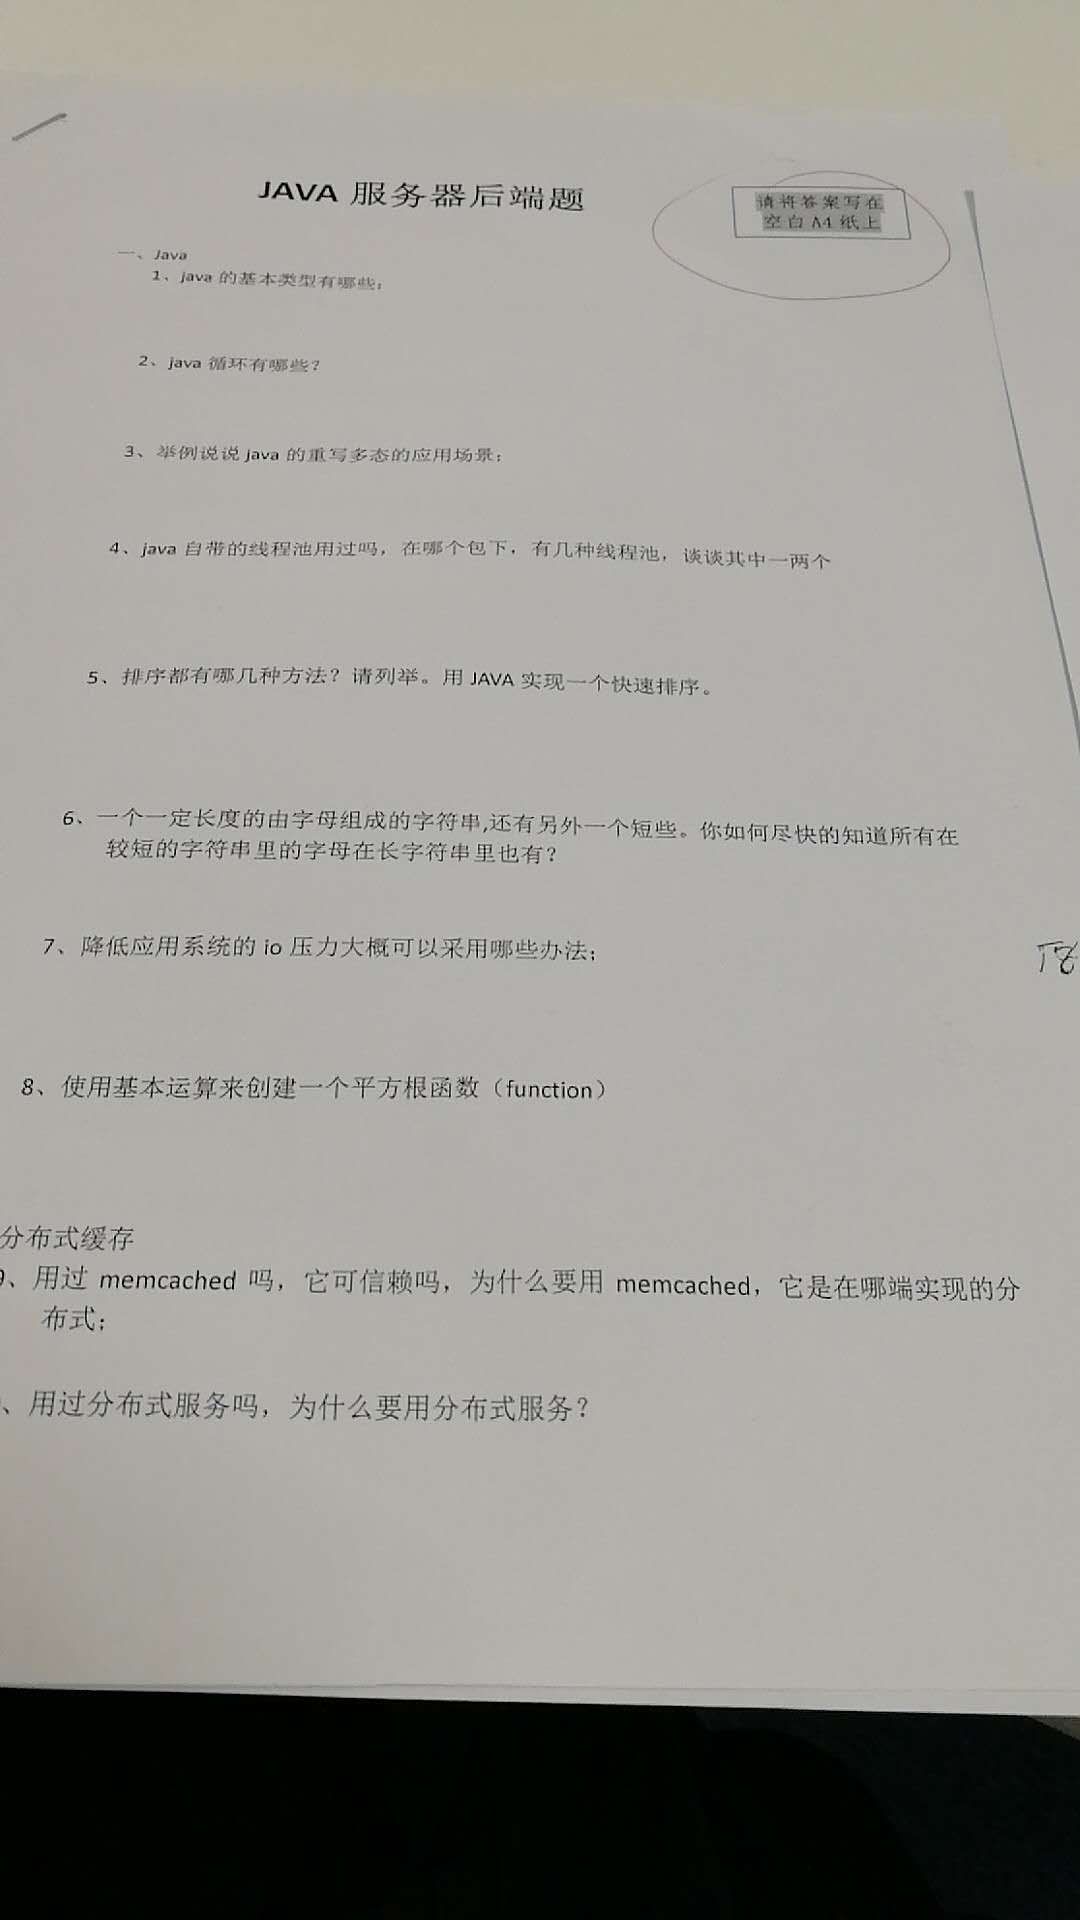 JAVA 服务器后端题
请将答案写在
空白 A4 纸上
一、Java
1、java 的基本类型有哪些；
2、java 循环有哪些？
3、举例说说 java 的重写多态的应用场景；
4、java 自带的线程池用过吗，在哪个包下，有几种线程池，谈谈其中一两个
5、排序都有哪几种方法？请列举。用 JAVA 实现一个快速排序。
6、一个一定长度的由字母组成的字符串,还有另外一个短些。你如何尽快的知道所有在
较短的字符串里的字母在长字符串里也有？
7、降低应用系统的 io 压力大概可以采用哪些办法；
8、使用基本运算来创建一个平方根函数（function）
分布式缓存
9、用过 memcached 吗，它可信赖吗，为什么要用 memcached，它是在哪端实现的分
布式；
、用过分布式服务吗，为什么要用分布式服务？